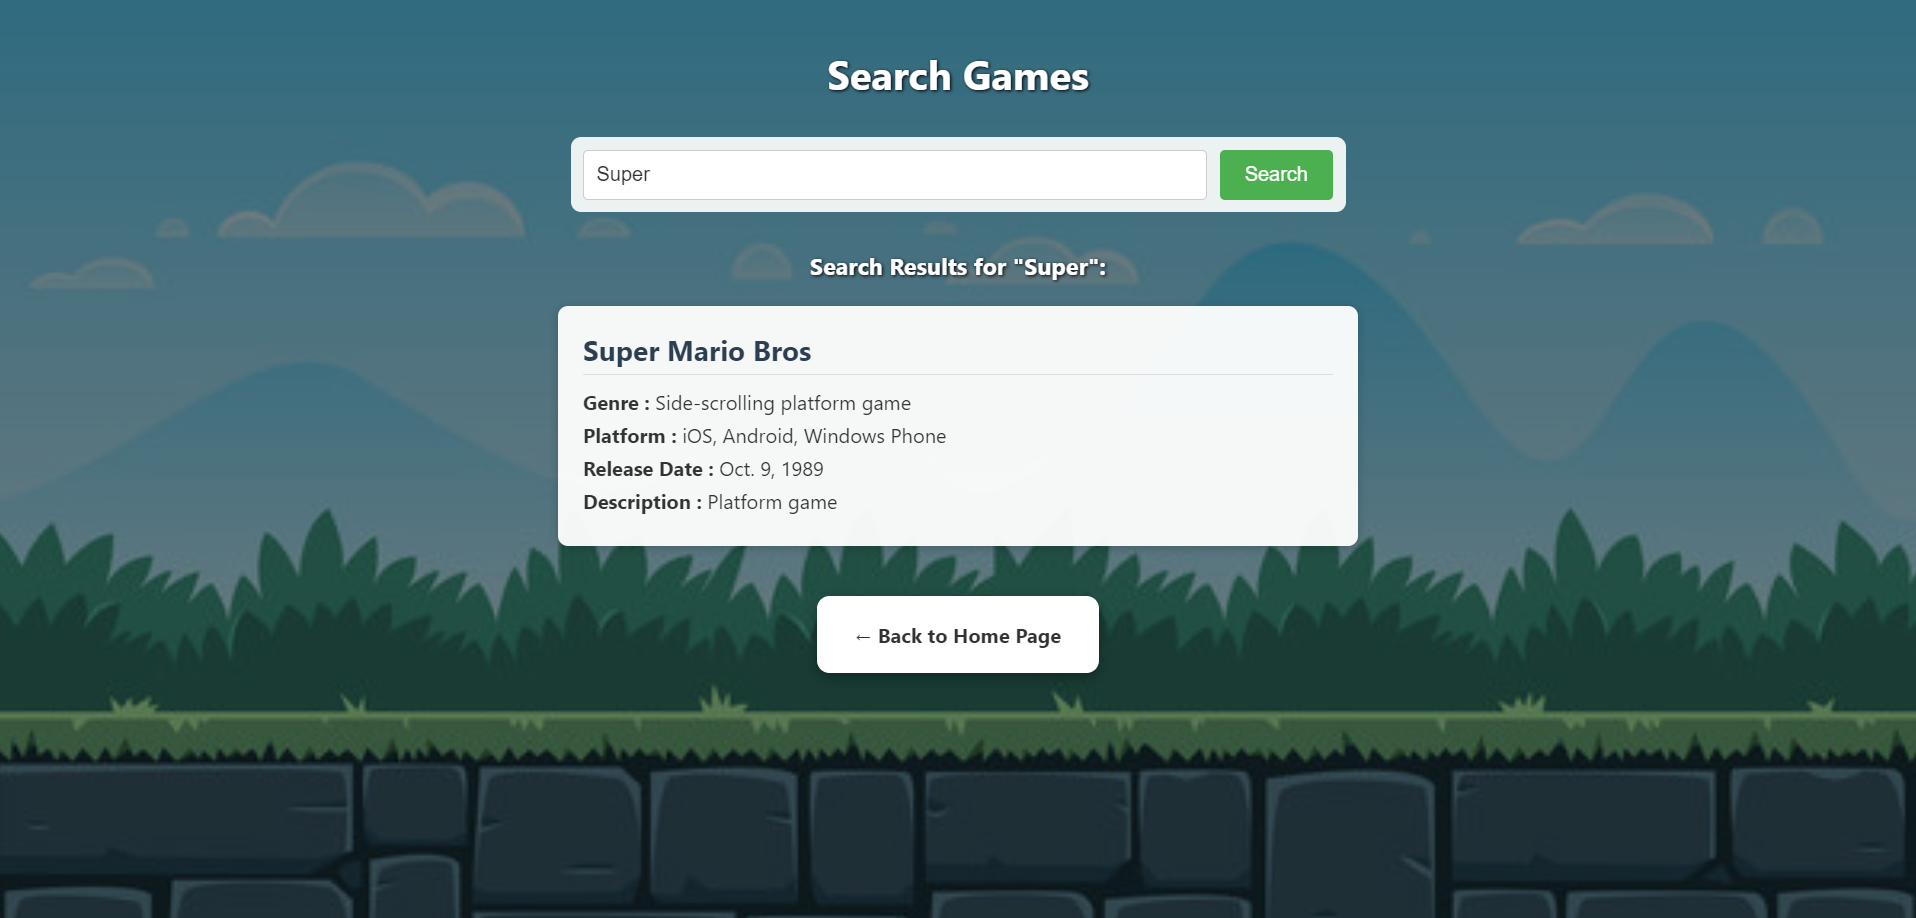 Search Games
Super
Search
Search Results for "Super":
Super Mario Bros
Genre : Side-scrolling platform game
Platform : iOS, Android, Windows Phone
Release Date : Oct. 9, 1989
Description : Platform game
← Back to Home Page